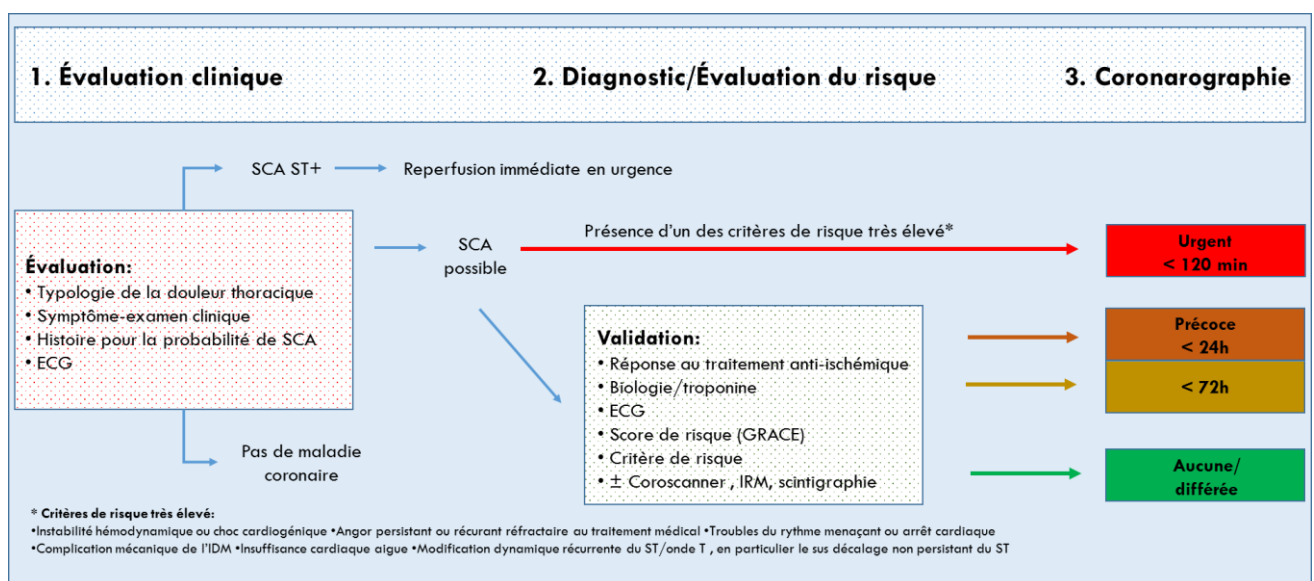 1. Évaluation clinique
2. Diagnostic/Évaluation du risque
3. Coronarographie
SCA ST+
Reperfusion immédiate en urgence
Évaluation:
• Typologie de la douleur thoracique
• Symptôme-examen clinique
• Histoire pour la probabilité de SCA
• ECG
SCA
possible
Présence d'un des critères de risque très élevé*
Urgent
< 120 min
Validation:
• Réponse au traitement anti-ischémique
• Biologie/troponine
• ECG
• Score de risque (GRACE)
• Critère de risque
• ± Coroscanner , IRM, scintigraphie
Précoce
< 24h
< 72h
Aucune/
différée
Pas de maladie
coronaire
* Critères de risque très élevé:
•Instabilité hémodynamique ou choc cardiogénique •Angor persistant ou récurant réfractaire au traitement médical •Troubles du rythme menaçant ou arrêt cardiaque
•Complication mécanique de l'IDM •Insuffisance cardiaque aigue •Modification dynamique récurrente du ST/onde T , en particulier le sus décalage non persistant du ST